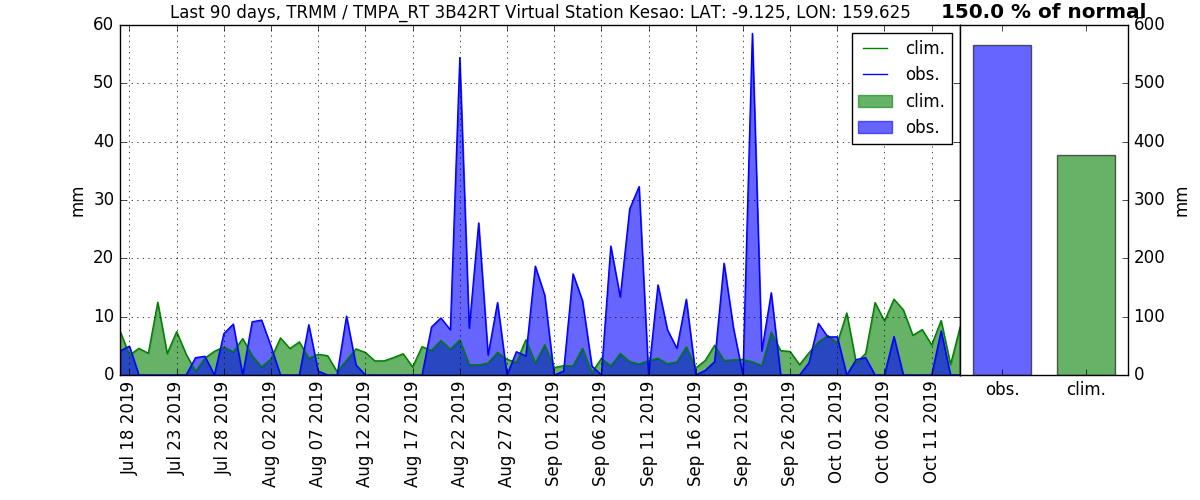 Last 90 days, TRMM / TMPA_RT 3B42RT Virtual Station Kesao: LAT: -9.125, LON: 159.625
150.0 % of normal
60
50
40
30
20
10
0
mm
clim.
obs.
clim.
obs.
600
500
400
300
200
100
0
mm
Jul 18 2019
Jul 23 2019
Jul 28 2019
Aug 02 2019
Aug 07 2019
Aug 12 2019
Aug 17 2019
Aug 22 2019
Aug 27 2019
Sep 01 2019
Sep 06 2019
Sep 11 2019
Sep 16 2019
Sep 21 2019
Sep 26 2019
Oct 01 2019
Oct 06 2019
Oct 11 2019
obs.
clim.